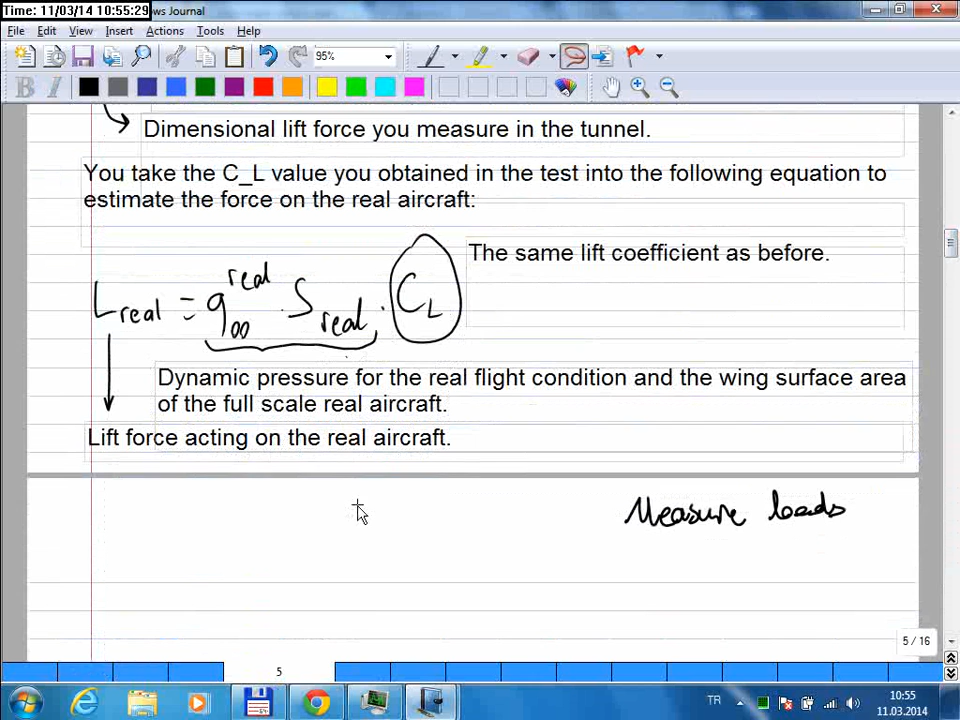 Time: 11/03/14 10:55:29
ws Journal
File Edit View Insert Actions Tools Help
95%
B I
Dimensional lift force you measure in the tunnel.
You take the C_L value you obtained in the test into the following equation to
estimate the force on the real aircraft:
The same lift coefficient as before.
L real = q∞ real · S real · C L
Dynamic pressure for the real flight condition and the wing surface area
of the full scale real aircraft.
Lift force acting on the real aircraft.
Measure loads
5 / 16
5
TR
10:55
11.03.2014